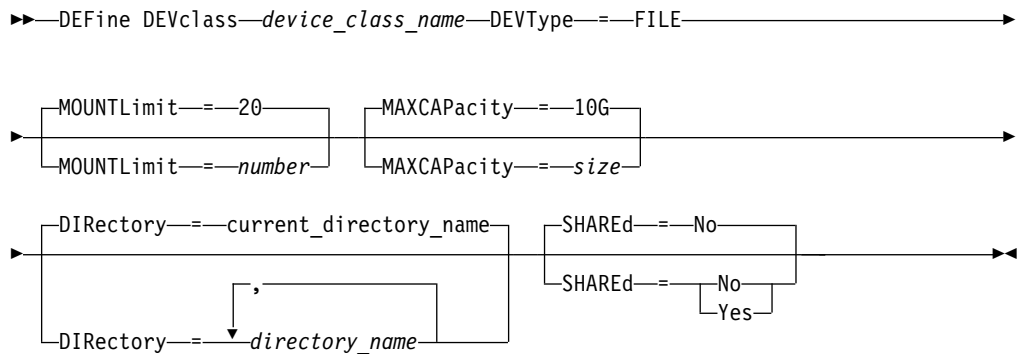 DEFine DEVclass device_class_name DEVType = FILE
MOUNTLimit = 20
MAXCAPacity = 10G
MOUNTLimit = number
MAXCAPacity = size
DIRectory = current_directory_name
SHAREd = No
,
SHAREd = No
Yes
DIRectory = directory_name